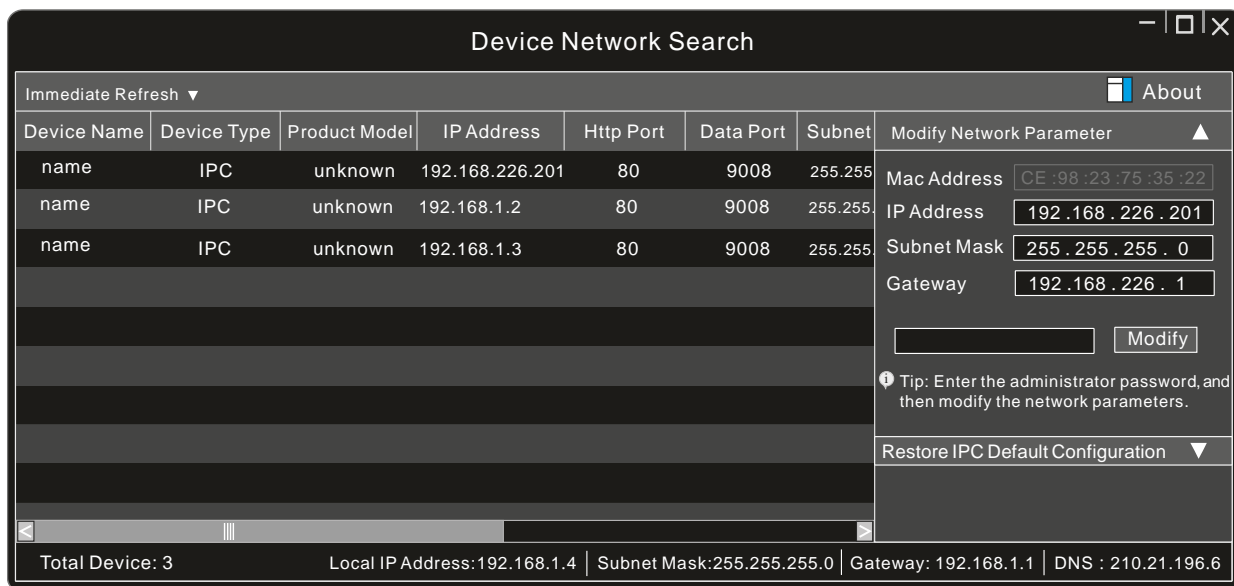 Device Network Search
Immediate Refresh ▼ About
Device Name Device Type Product Model IP Address Http Port Data Port Subnet
name IPC unknown 192.168.226.201 80 9008 255.255
name IPC unknown 192.168.1.2 80 9008 255.255.
name IPC unknown 192.168.1.3 80 9008 255.255.
Modify Network Parameter
Mac Address CE :98 :23 :75 :35 :22
IP Address 192 .168 . 226 . 201
Subnet Mask 255 . 255 . 255 . 0
Gateway 192 .168 . 226 . 1
Modify
Tip: Enter the administrator password, and
then modify the network parameters.
Restore IPC Default Configuration
Total Device: 3 Local IP Address:192.168.1.4 Subnet Mask:255.255.255.0 Gateway: 192.168.1.1 DNS : 210.21.196.6